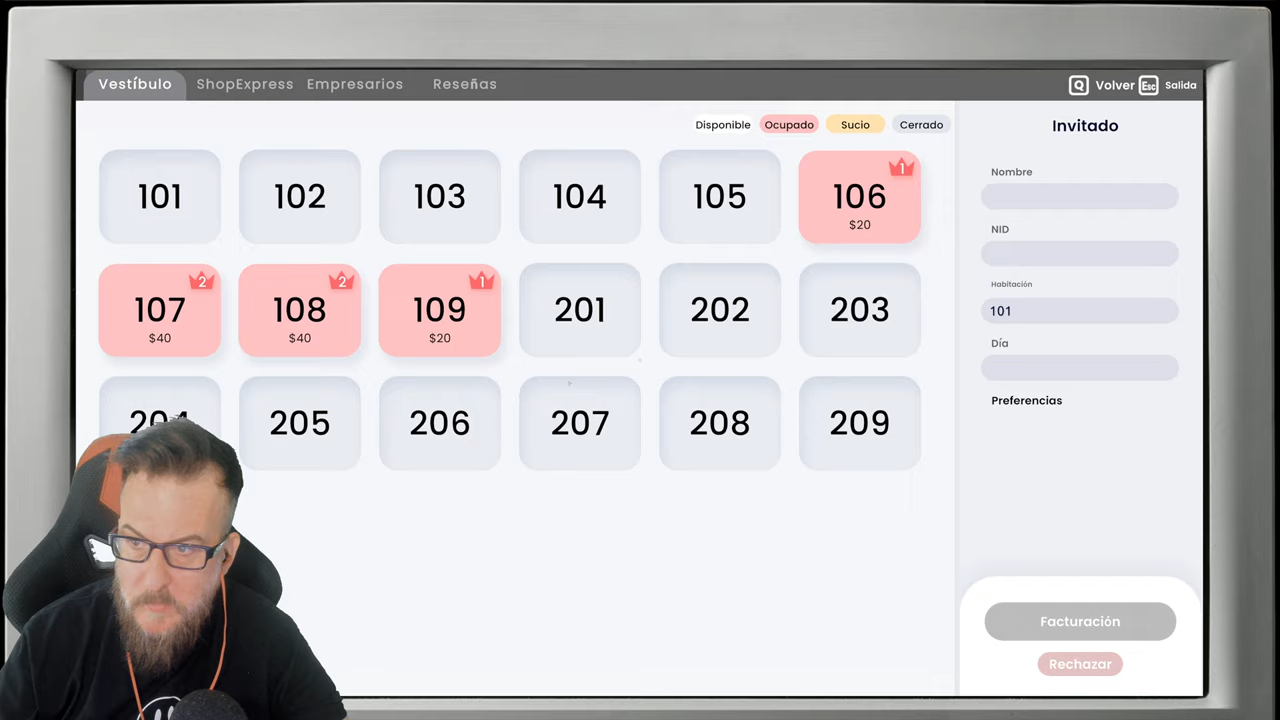 Vestíbulo ShopExpress Empresarios Reseñas Q Volver Esc Salida
Disponible Ocupado Sucio Cerrado
Invitado
101 102 103 104 105 106
1
$20
Nombre
NID
107 108 109 201 202 203
2 2 1
$40 $40 $20
Habitación
101
Día
204 205 206 207 208 209
Preferencias
Facturación
Rechazar